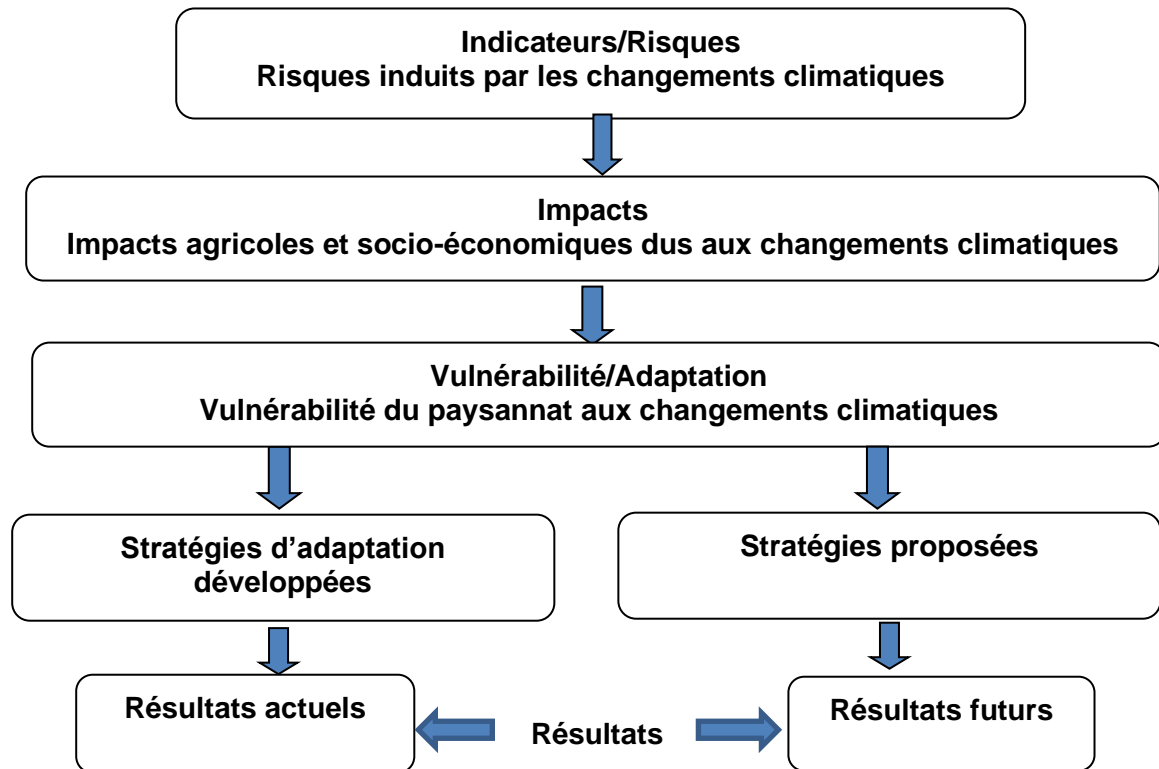 Indicateurs/Risques
Risques induits par les changements climatiques
Impacts
Impacts agricoles et socio-économiques dus aux changements climatiques
Vulnérabilité/Adaptation
Vulnérabilité du paysannat aux changements climatiques
Stratégies d’adaptation
développées
Stratégies proposées
Résultats actuels
Résultats
Résultats futurs